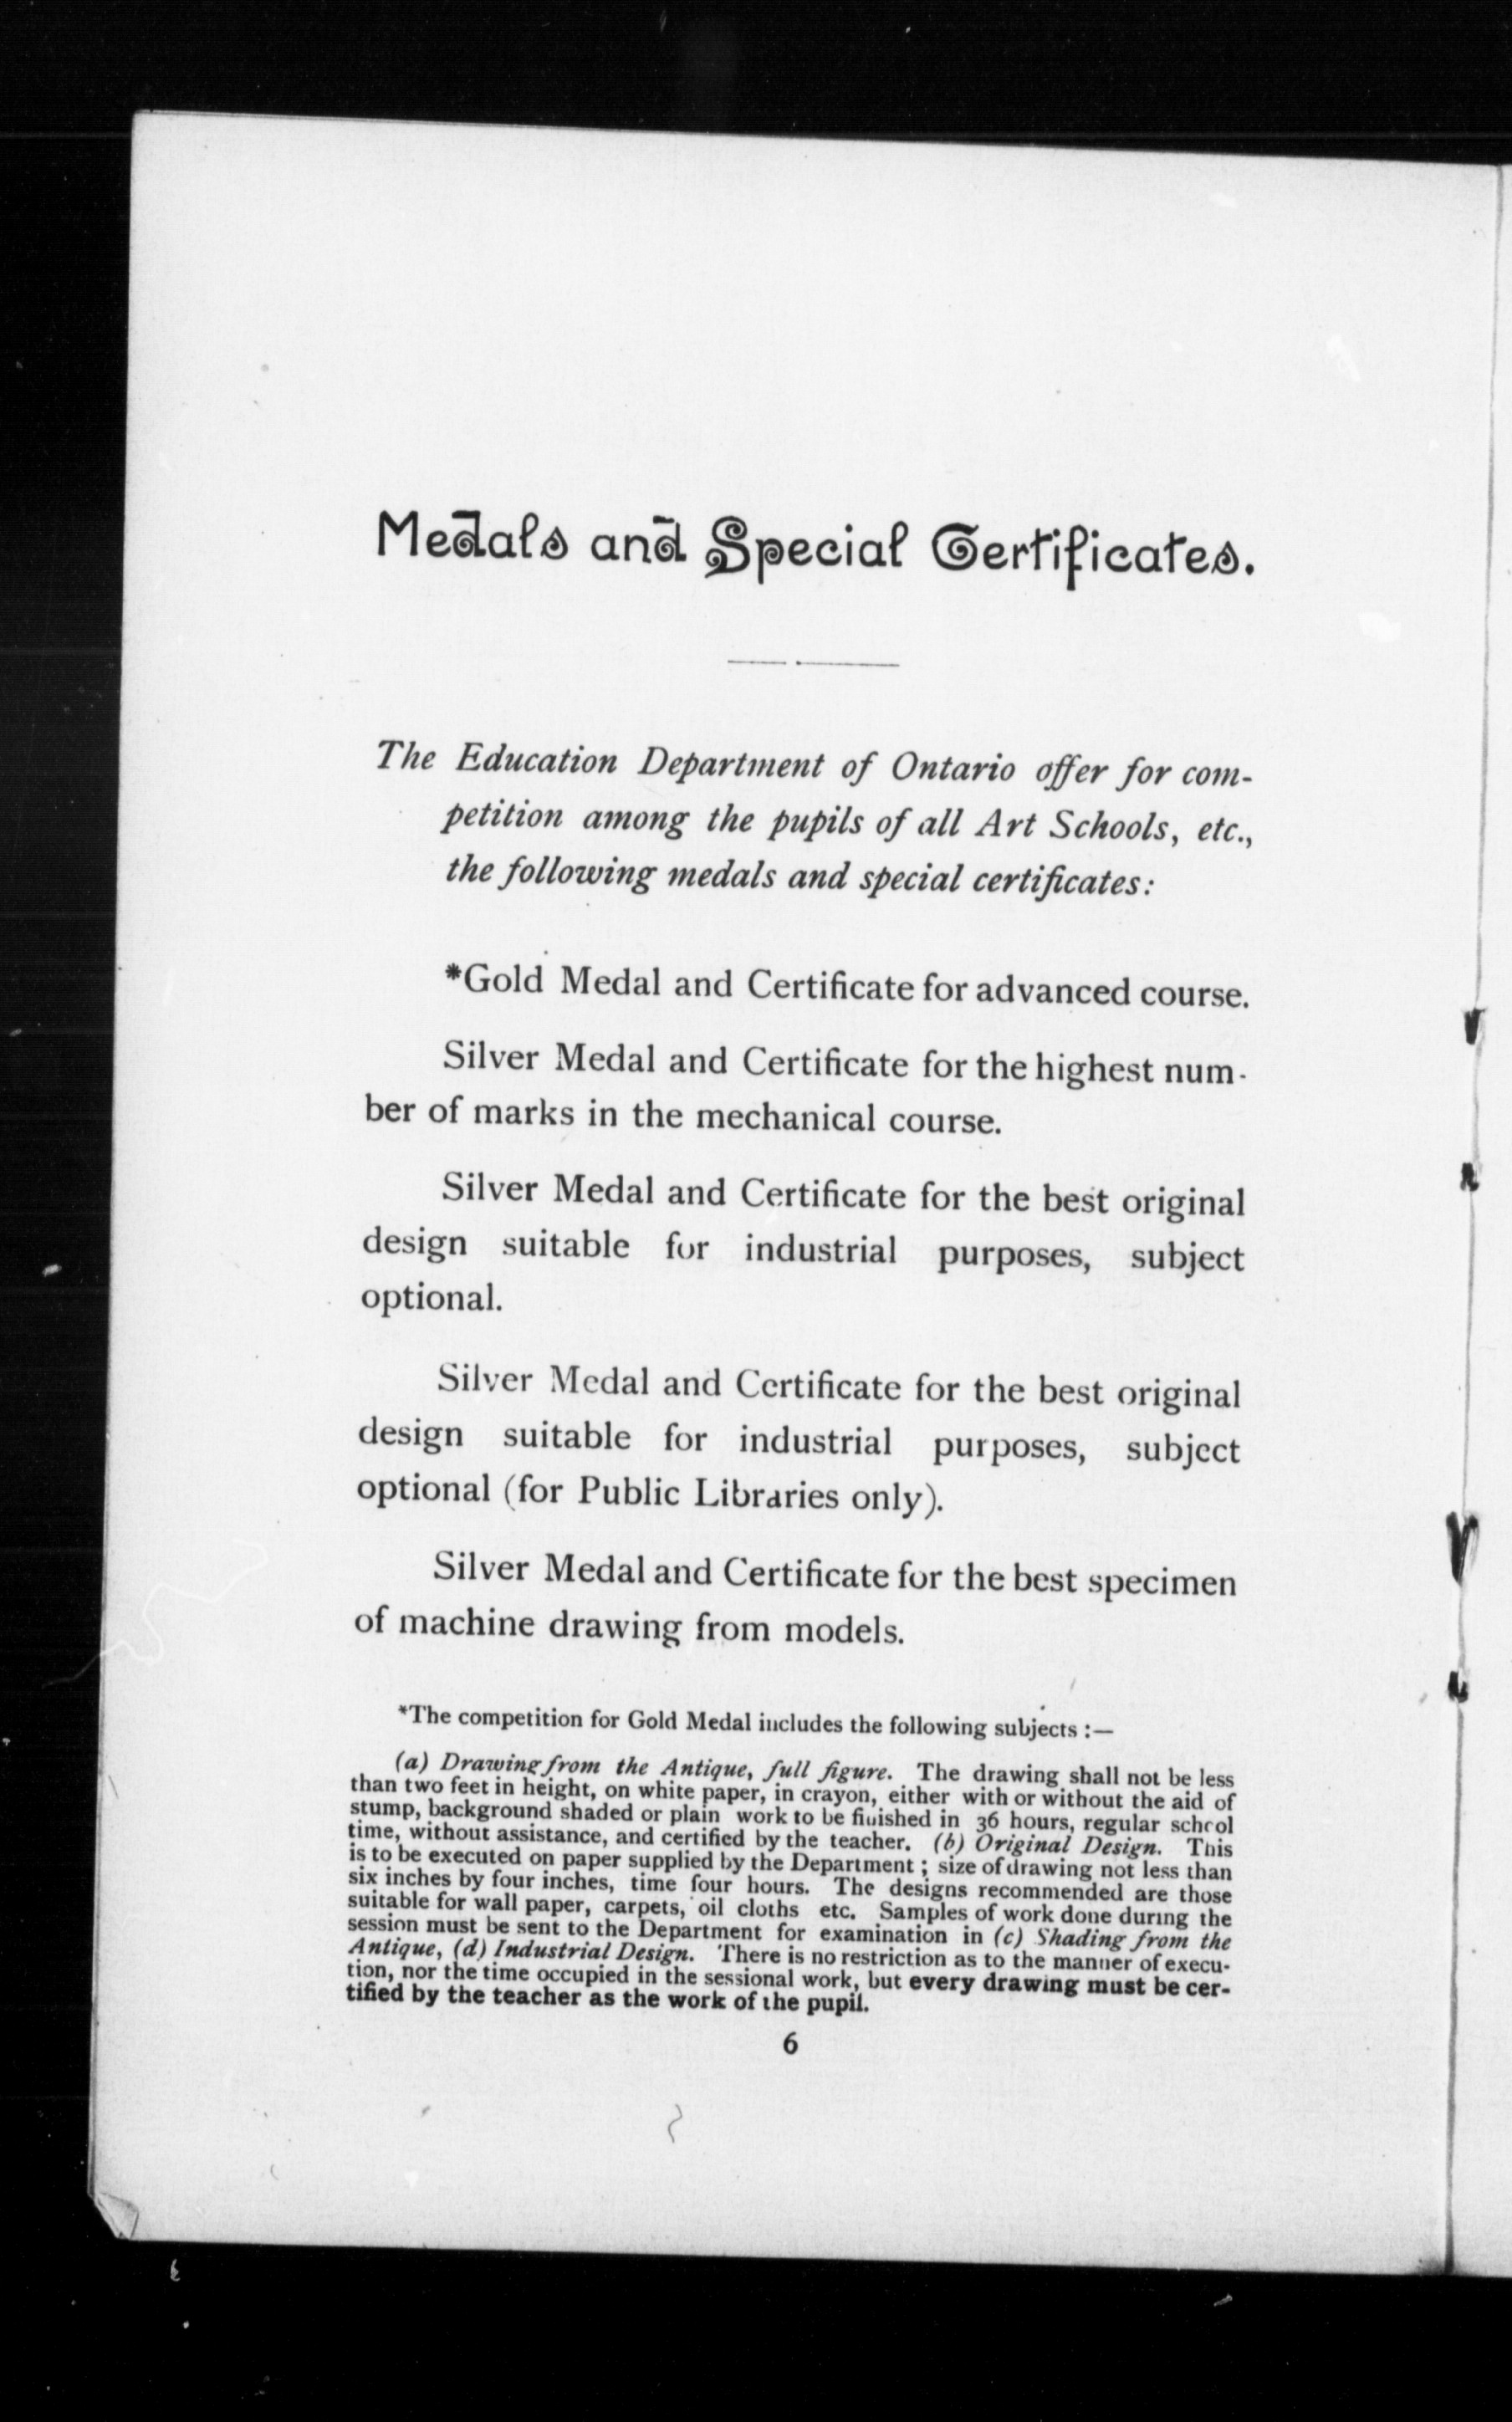 Medals and Special Certificates.
The Education Department of Ontario offer for com-
petition among the pupils of all Art Schools, etc.,
the following medals and special certificates:
*Gold Medal and Certificate for advanced course.
Silver Medal and Certificate for the highest num-
ber of marks in the mechanical course.
Silver Medal and Certificate for the best original
design suitable for industrial purposes, subject
optional.
Silver Medal and Certificate for the best original
design suitable for industrial purposes, subject
optional (for Public Libraries only).
Silver Medal and Certificate for the best specimen
of machine drawing from models.
*The competition for Gold Medal includes the following subjects :—
(a) Drawing from the Antique, full figure. The drawing shall not be less
than two feet in height, on white paper, in crayon, either with or without the aid of
stump, background shaded or plain work to be finished in 36 hours, regular school
time, without assistance, and certified by the teacher. (b) Original Design. This
is to be executed on paper supplied by the Department ; size of drawing not less than
six inches by four inches, time four hours. The designs recommended are those
suitable for wall paper, carpets, oil cloths etc. Samples of work done during the
session must be sent to the Department for examination in (c) Shading from the
Antique, (d) Industrial Design. There is no restriction as to the manner of execu-
tion, nor the time occupied in the sessional work, but every drawing must be cer-
tified by the teacher as the work of the pupil.
6